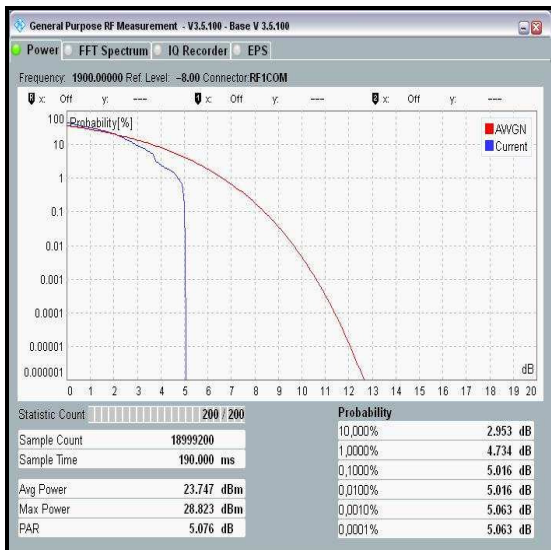 General Purpose RF Measurement - V3.5.100 - Base V 3.5.100
Power FFT Spectrum IQ Recorder EPS
Frequency: 1900.00000 Ref. Level: -8.00 Connector:RF1COM
x: Off y: --- 1 x: Off y: --- 2 x: Off y: ---
Probability[%]
AWGN
Current
100
10
1
0.1
0.01
0.001
0.0001
0.00001
0.000001
dB
0 1 2 3 4 5 6 7 8 9 10 11 12 13 14 15 16 17 18 19 20
Statistic Count 200 / 200
Sample Count 18999200
Sample Time 190.000 ms
Avg Power 23.747 dBm
Max Power 28.823 dBm
PAR 5.076 dB
Probability
10,000% 2.953 dB
1,0000% 4.734 dB
0,1000% 5.016 dB
0,0100% 5.016 dB
0,0010% 5.063 dB
0,0001% 5.063 dB